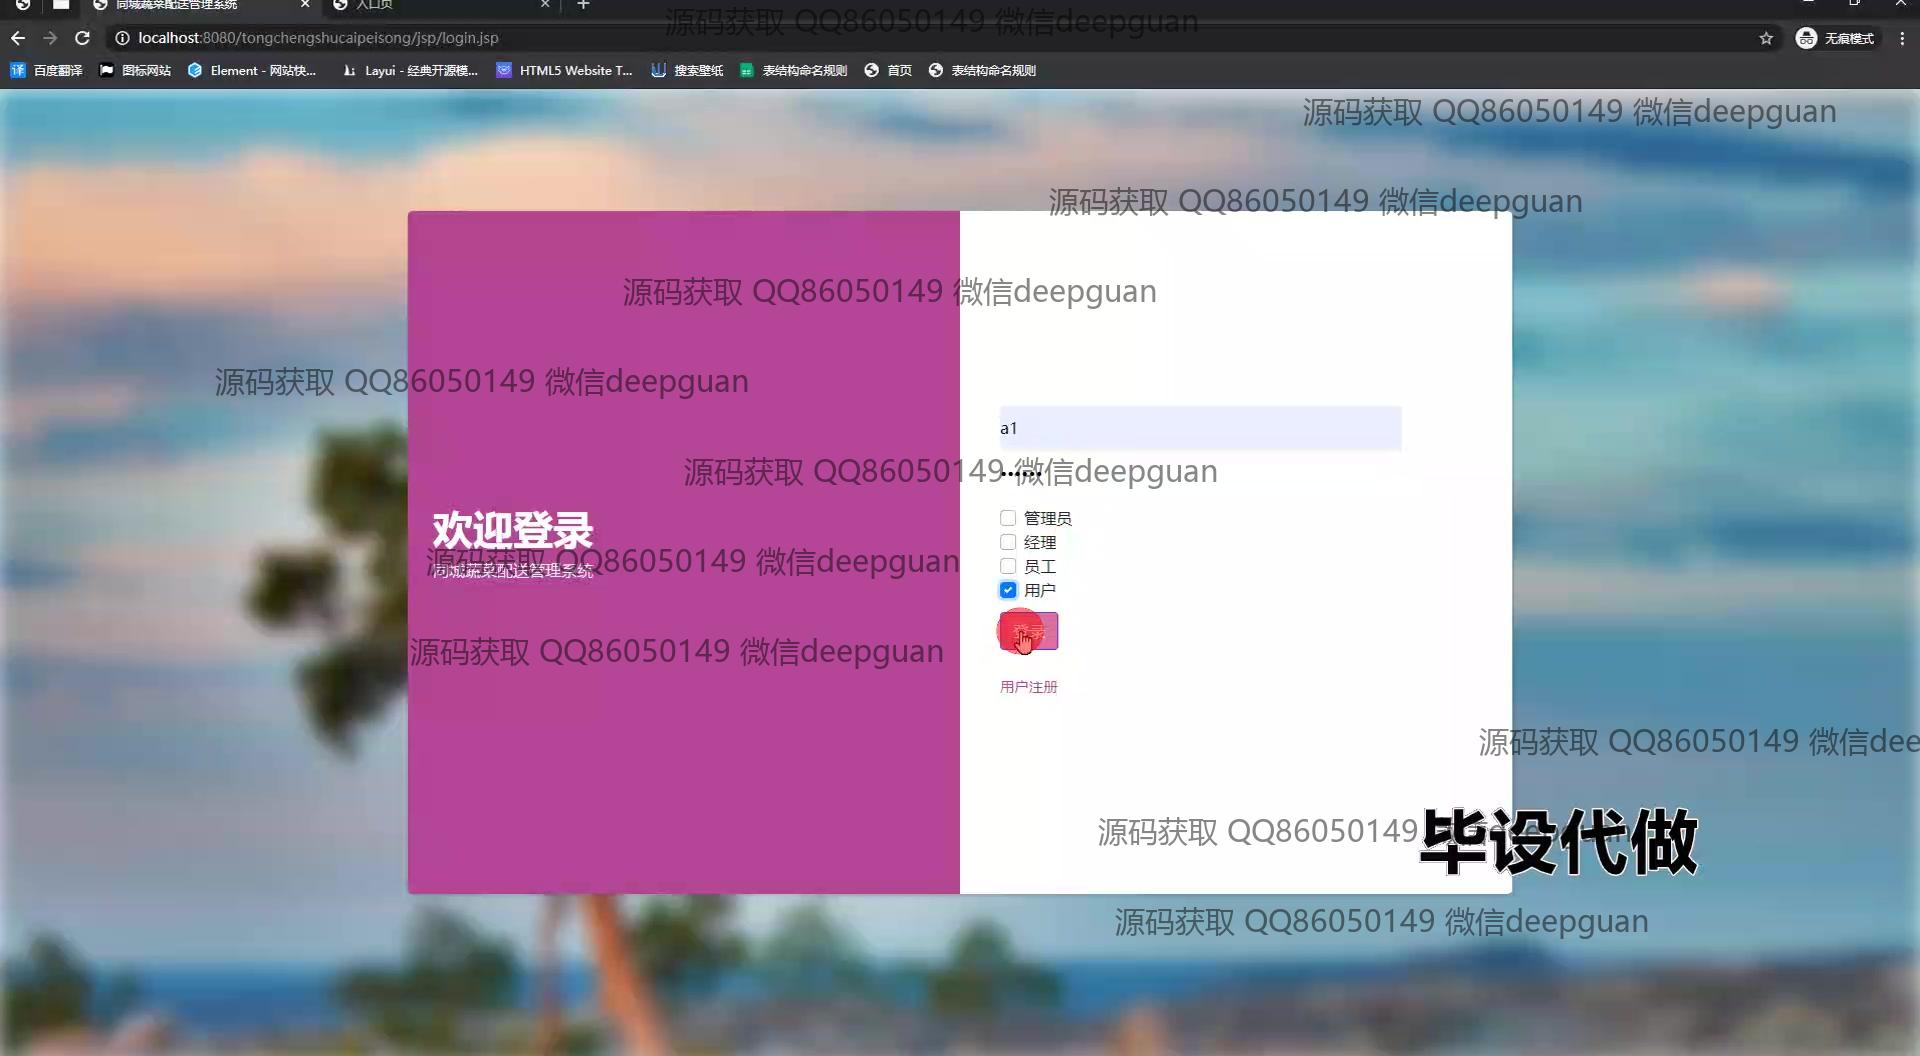 同城蔬菜配送管理系统
入口页
源码获取 QQ86050149 微信deepguan
localhost:8080/tongchengshucaipeisong/jsp/login.jsp
无痕模式
百度翻译
图标网站
Element - 网站快...
Layui - 经典开源模...
HTML5 Website T...
搜索壁纸
表结构命名规则
首页
表结构命名规则
源码获取 QQ86050149 微信deepguan
源码获取 QQ86050149 微信deepguan
源码获取 QQ86050149 微信deepguan
源码获取 QQ86050149 微信deepguan
a1
源码获取 QQ86050149 微信deepguan
••••••
管理员
欢迎登录
经理
源码获取 QQ86050149 微信deepguan
同城蔬菜配送管理系统
员工
用户
登录
源码获取 QQ86050149 微信deepguan
用户注册
源码获取 QQ86050149 微信dee
源码获取 QQ86050149
毕设代做
源码获取 QQ86050149 微信deepguan